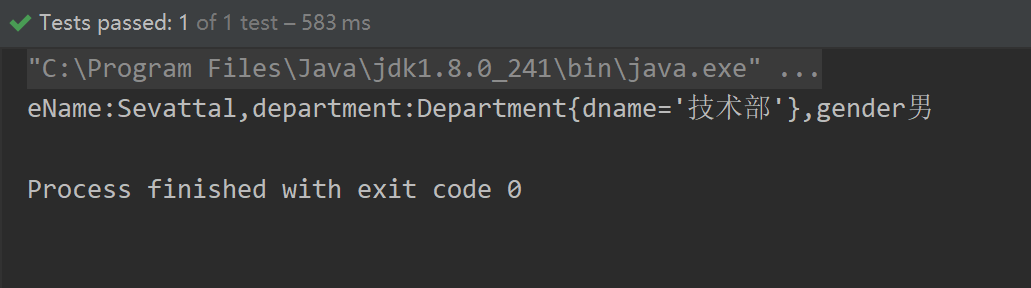 Tests passed: 1 of 1 test – 583 ms
"C:\Program Files\Java\jdk1.8.0_241\bin\java.exe" ...
eName:Sevattal,department:Department{dname='技术部'},gender男
Process finished with exit code 0